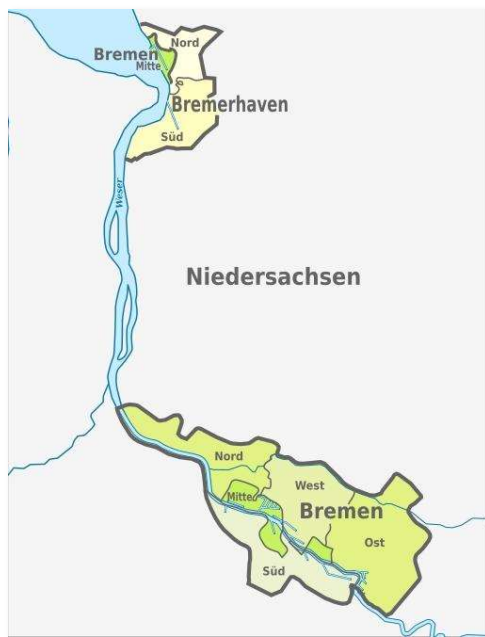 Nord
Bremen
Mitte
Bremerhaven
Süd
Weser
Niedersachsen
Nord
West
Mitte
Bremen
Ost
Süd